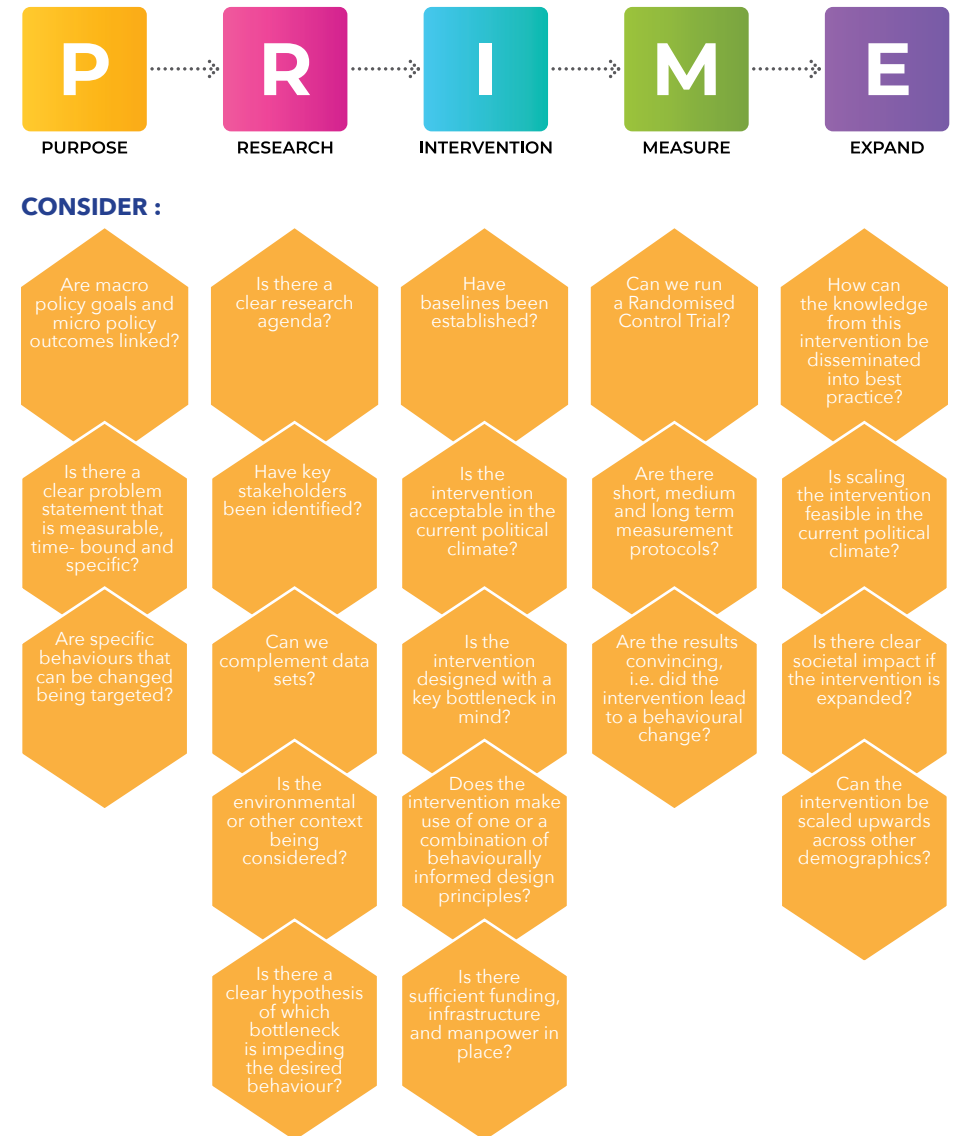 P
R
I
M
E
PURPOSE
RESEARCH
INTERVENTION
MEASURE
EXPAND
CONSIDER :
Are macro
policy goals and
micro policy
outcomes linked?
Is there a
clear problem
statement that
is measurable,
time- bound and
specific?
Are specific
behaviours that
can be changed
being targeted?
Is there a
clear research
agenda?
Have key
stakeholders
been identified?
Can we
complement data
sets?
Is the
environmental
or other context
being
considered?
Is there a
clear hypothesis
of which
bottleneck
is impeding
the desired
behaviour?
Have
baselines been
established?
Is the
intervention
acceptable in the
current political
climate?
Is the
intervention
designed with a
key bottleneck in
mind?
Does the
intervention make
use of one or a
combination of
behaviourally
informed design
principles?
Is there
sufficient funding,
infrastructure
and manpower in
place?
Can we run
a Randomised
Control Trial?
Are there
short, medium
and long term
measurement
protocols?
Are the results
convincing,
i.e. did the
intervention lead
to a behavioural
change?
How can
the knowledge
from this
intervention be
disseminated
into best
practice?
Is scaling
the intervention
feasible in the
current political
climate?
Is there clear
societal impact if
the intervention is
expanded?
Can the
intervention be
scaled upwards
across other
demographics?